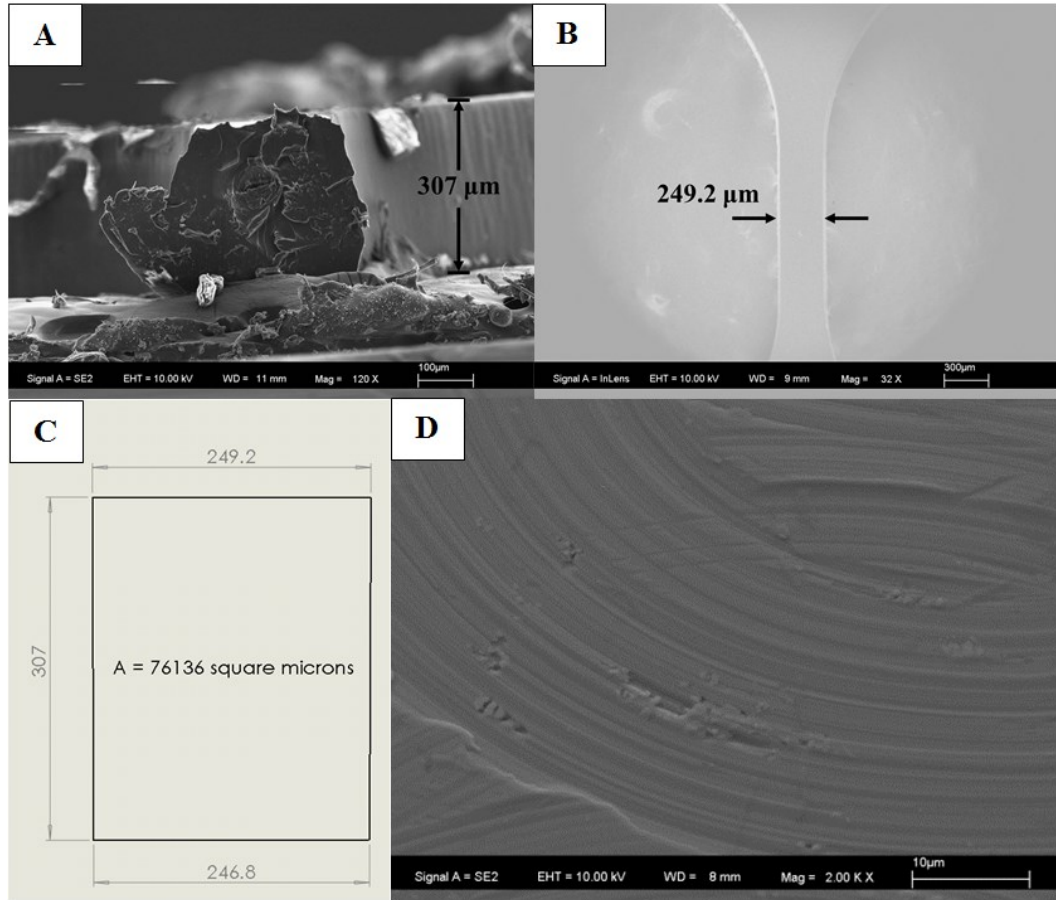 A
307 µm
Signal A = SE2 EHT = 10.00 kV WD = 11 mm Mag = 120 X 100µm
B
249.2 µm
Signal A = InLens EHT = 10.00 kV WD = 9 mm Mag = 32 X 300µm
C
249.2
307
A = 76136 square microns
246.8
D
Signal A = SE2 EHT = 10.00 kV WD = 8 mm Mag = 2.00 K X 10µm